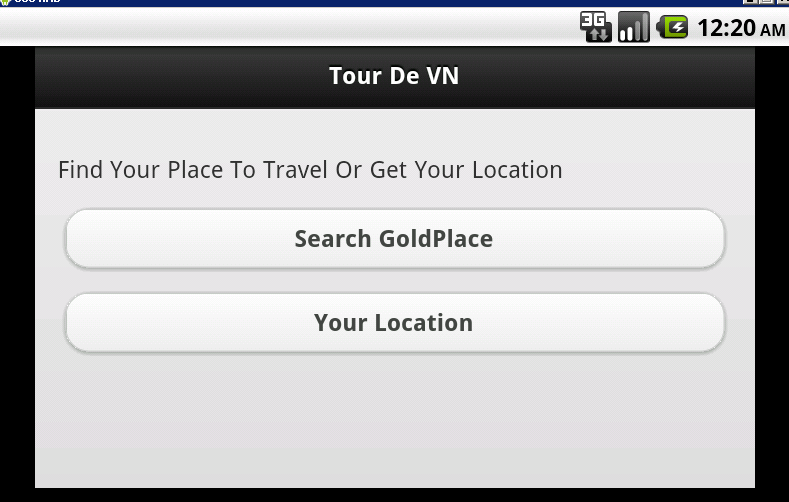 3G
12:20 AM
Tour De VN
Find Your Place To Travel Or Get Your Location
Search GoldPlace
Your Location